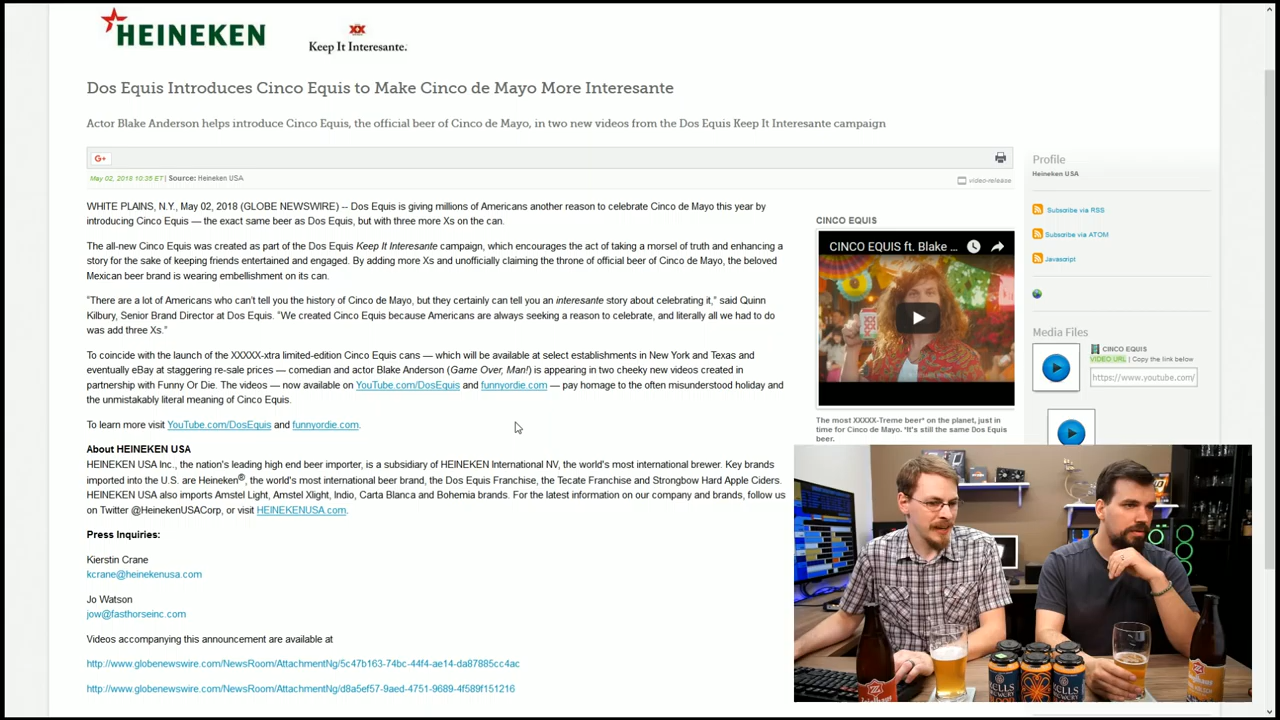 HEINEKEN
XX
Keep It Interesante.
Dos Equis Introduces Cinco Equis to Make Cinco de Mayo More Interesante
Actor Blake Anderson helps introduce Cinco Equis, the official beer of Cinco de Mayo, in two new videos from the Dos Equis Keep It Interesante campaign
G+
May 02, 2018 10:35 ET | Source: Heineken USA
video-release
WHITE PLAINS, N.Y., May 02, 2018 (GLOBE NEWSWIRE) -- Dos Equis is giving millions of Americans another reason to celebrate Cinco de Mayo this year by
introducing Cinco Equis — the exact same beer as Dos Equis, but with three more Xs on the can.
The all-new Cinco Equis was created as part of the Dos Equis Keep It Interesante campaign, which encourages the act of taking a morsel of truth and enhancing a
story for the sake of keeping friends entertained and engaged. By adding more Xs and unofficially claiming the throne of official beer of Cinco de Mayo, the beloved
Mexican beer brand is wearing embellishment on its can.
“There are a lot of Americans who can’t tell you the history of Cinco de Mayo, but they certainly can tell you an interesante story about celebrating it,” said Quinn
Kilbury, Senior Brand Director at Dos Equis. “We created Cinco Equis because Americans are always seeking a reason to celebrate, and literally all we had to do
was add three Xs.”
To coincide with the launch of the XXXXX-xtra limited-edition Cinco Equis cans — which will be available at select establishments in New York and Texas and
eventually eBay at staggering re-sale prices — comedian and actor Blake Anderson (Game Over, Man!) is appearing in two cheeky new videos created in
partnership with Funny Or Die. The videos — now available on YouTube.com/DosEquis and funnyordie.com — pay homage to the often misunderstood holiday and
the unmistakably literal meaning of Cinco Equis.
To learn more visit YouTube.com/DosEquis and funnyordie.com.
About HEINEKEN USA
HEINEKEN USA Inc., the nation's leading high end beer importer, is a subsidiary of HEINEKEN International NV, the world's most international brewer. Key brands
imported into the U.S. are Heineken®, the world's most international beer brand, the Dos Equis Franchise, the Tecate Franchise and Strongbow Hard Apple Ciders.
HEINEKEN USA also imports Amstel Light, Amstel Xlight, Indio, Carta Blanca and Bohemia brands. For the latest information on our company and brands, follow us
on Twitter @HeinekenUSACorp, or visit HEINEKENUSA.com.
Press Inquiries:
Kierstin Crane
kcrane@heinekenusa.com
Jo Watson
jow@fasthorseinc.com
Videos accompanying this announcement are available at
http://www.globenewswire.com/NewsRoom/AttachmentNg/5c47b163-74bc-44f4-ae14-da87885cc4ac
http://www.globenewswire.com/NewsRoom/AttachmentNg/d8a5ef57-9aed-4751-9689-4f589f151216
CINCO EQUIS
CINCO EQUIS ft. Blake ...
The most XXXXX-Treme beer* on the planet, just in
time for Cinco de Mayo. *It's still the same Dos Equis
beer.
Profile
Heineken USA
Subscribe via RSS
Subscribe via ATOM
Javascript
Media Files
CINCO EQUIS
VIDEO URL | Copy the link below
https://www.youtube.com/